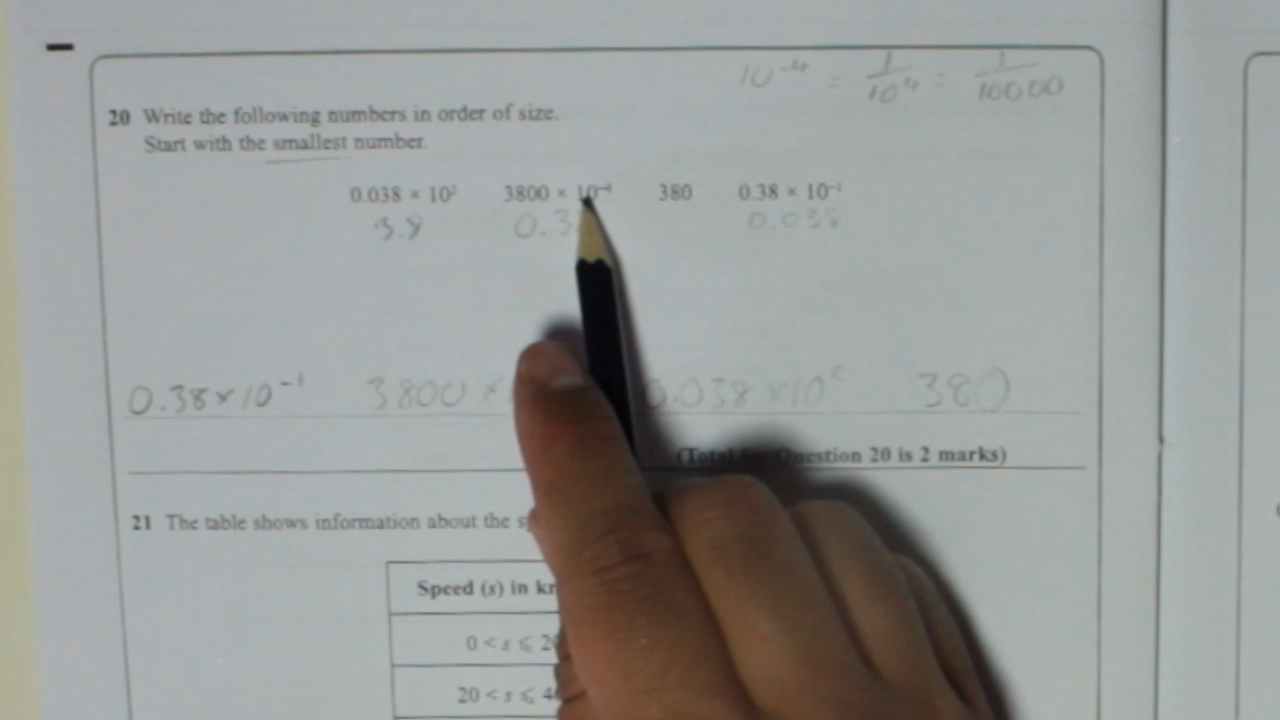 10⁻⁴ = 1/10⁴ = 1/10000
20 Write the following numbers in order of size.
Start with the smallest number.
0.038 × 10² 3800 × 10⁻⁴ 380 0.38 × 10⁻¹
3.8 0.3 0.038
0.38×10⁻¹ 3800 × 0.038×10² 380
(Total Question 20 is 2 marks)
21 The table shows information about the
Speed (s) in
0 < s ⩽
20 < s ⩽